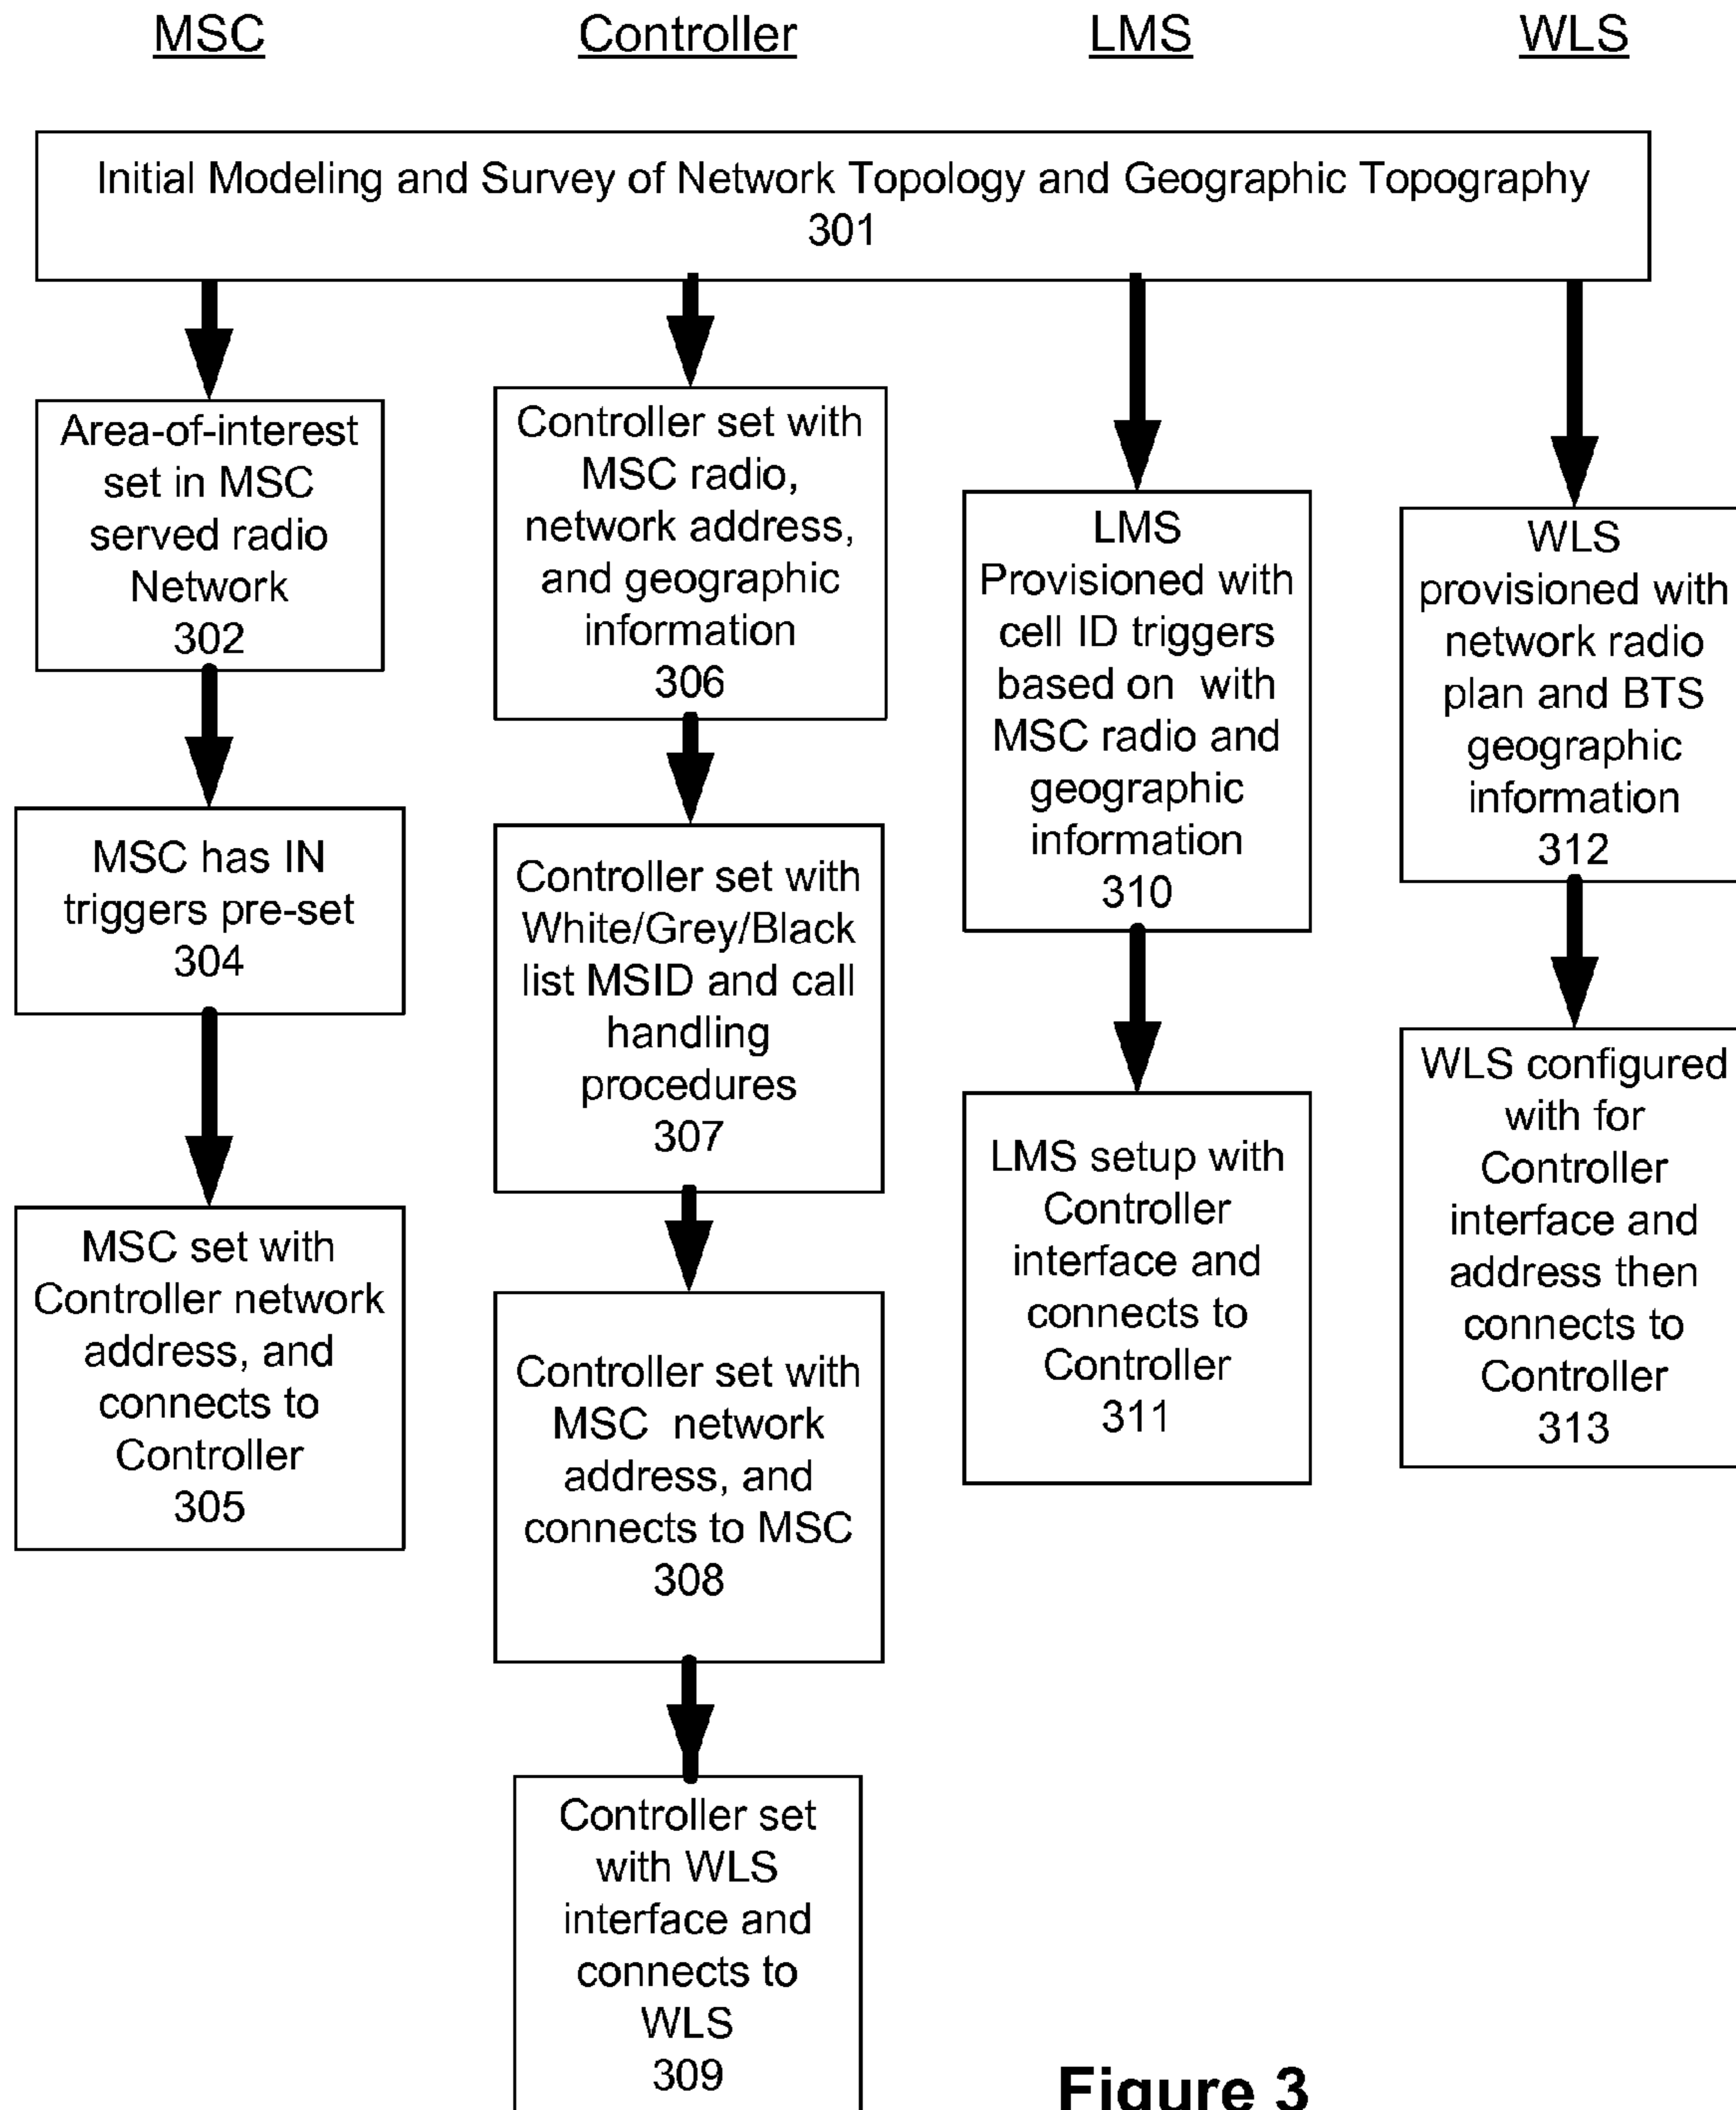 MSC
Controller
LMS
WLS
Initial Modeling and Survey of Network Topology and Geographic Topography
301
Area-of-interest
set in MSC
served radio
Network
302
MSC has IN
triggers pre-set
304
MSC set with
Controller network
address, and
connects to
Controller
305
Controller set with
MSC radio,
network address,
and geographic
information
306
Controller set with
White/Grey/Black
list MSID and call
handling
procedures
307
Controller set with
MSC network
address, and
connects to MSC
308
Controller set
with WLS
interface and
connects to
WLS
309
LMS
Provisioned with
cell ID triggers
based on with
MSC radio and
geographic
information
310
LMS setup with
Controller
interface and
connects to
Controller
311
WLS
provisioned with
network radio
plan and BTS
geographic
information
312
WLS configured
with for
Controller
interface and
address then
connects to
Controller
313
Figure 3